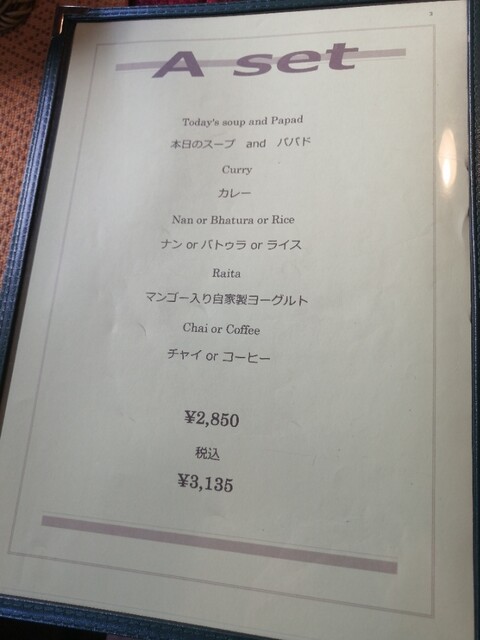 A set
Today's soup and Papad
本日のスープ and パパド
Curry
カレー
Nan or Bhatura or Rice
ナン or バトゥラ or ライス
Raita
マンゴー入り自家製ヨーグルト
Chai or Coffee
チャイ or コーヒー
¥2,850
税込
¥3,135